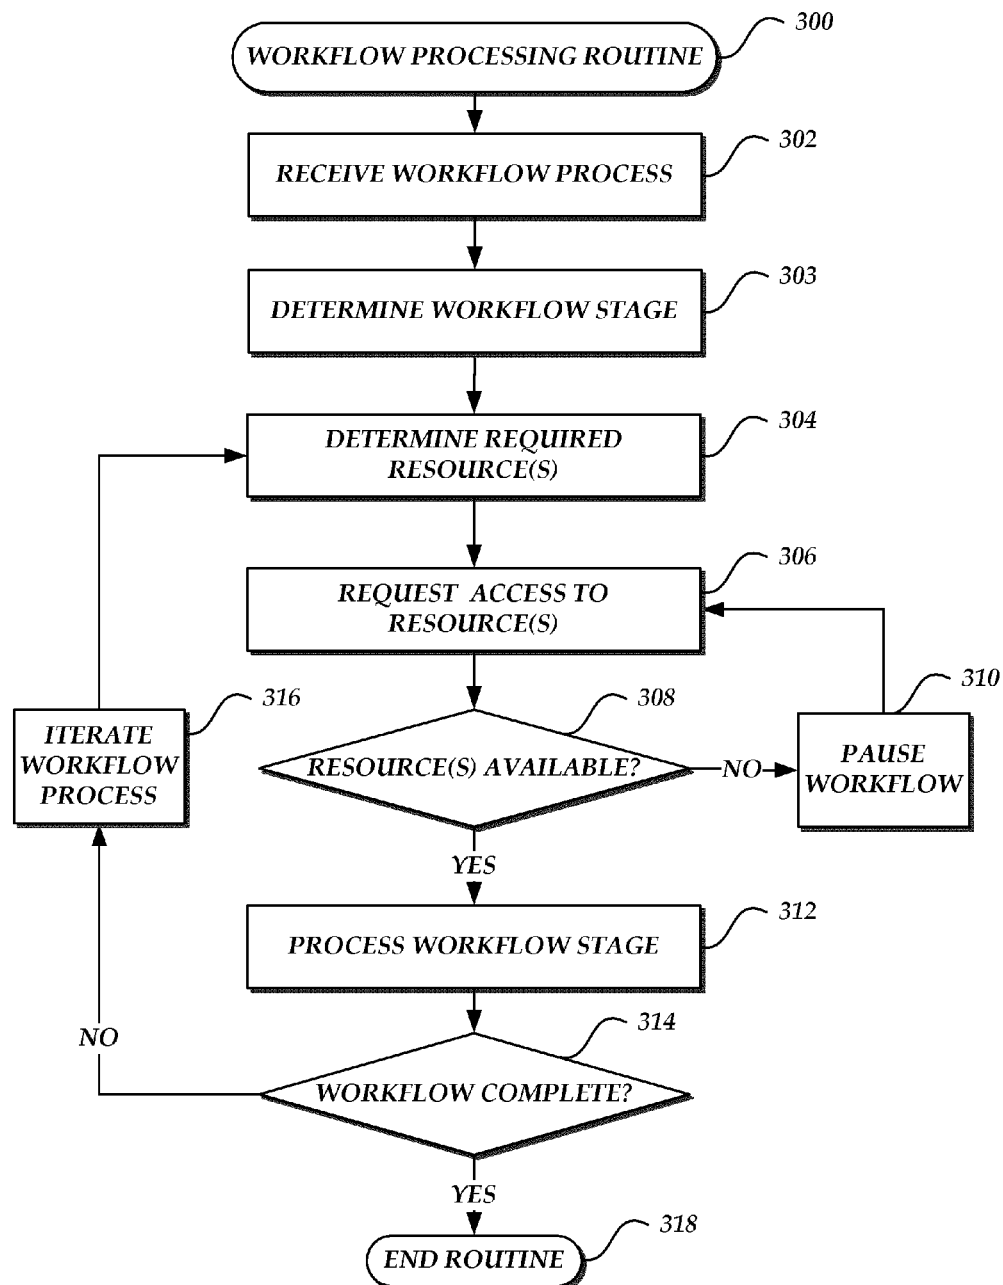 300
WORKFLOW PROCESSING ROUTINE
302
RECEIVE WORKFLOW PROCESS
303
DETERMINE WORKFLOW STAGE
304
DETERMINE REQUIRED
RESOURCE(S)
306
REQUEST ACCESS TO
RESOURCE(S)
316
ITERATE
WORKFLOW
PROCESS
308
RESOURCE(S) AVAILABLE?
NO
310
PAUSE
WORKFLOW
YES
312
PROCESS WORKFLOW STAGE
314
NO
WORKFLOW COMPLETE?
YES
318
END ROUTINE